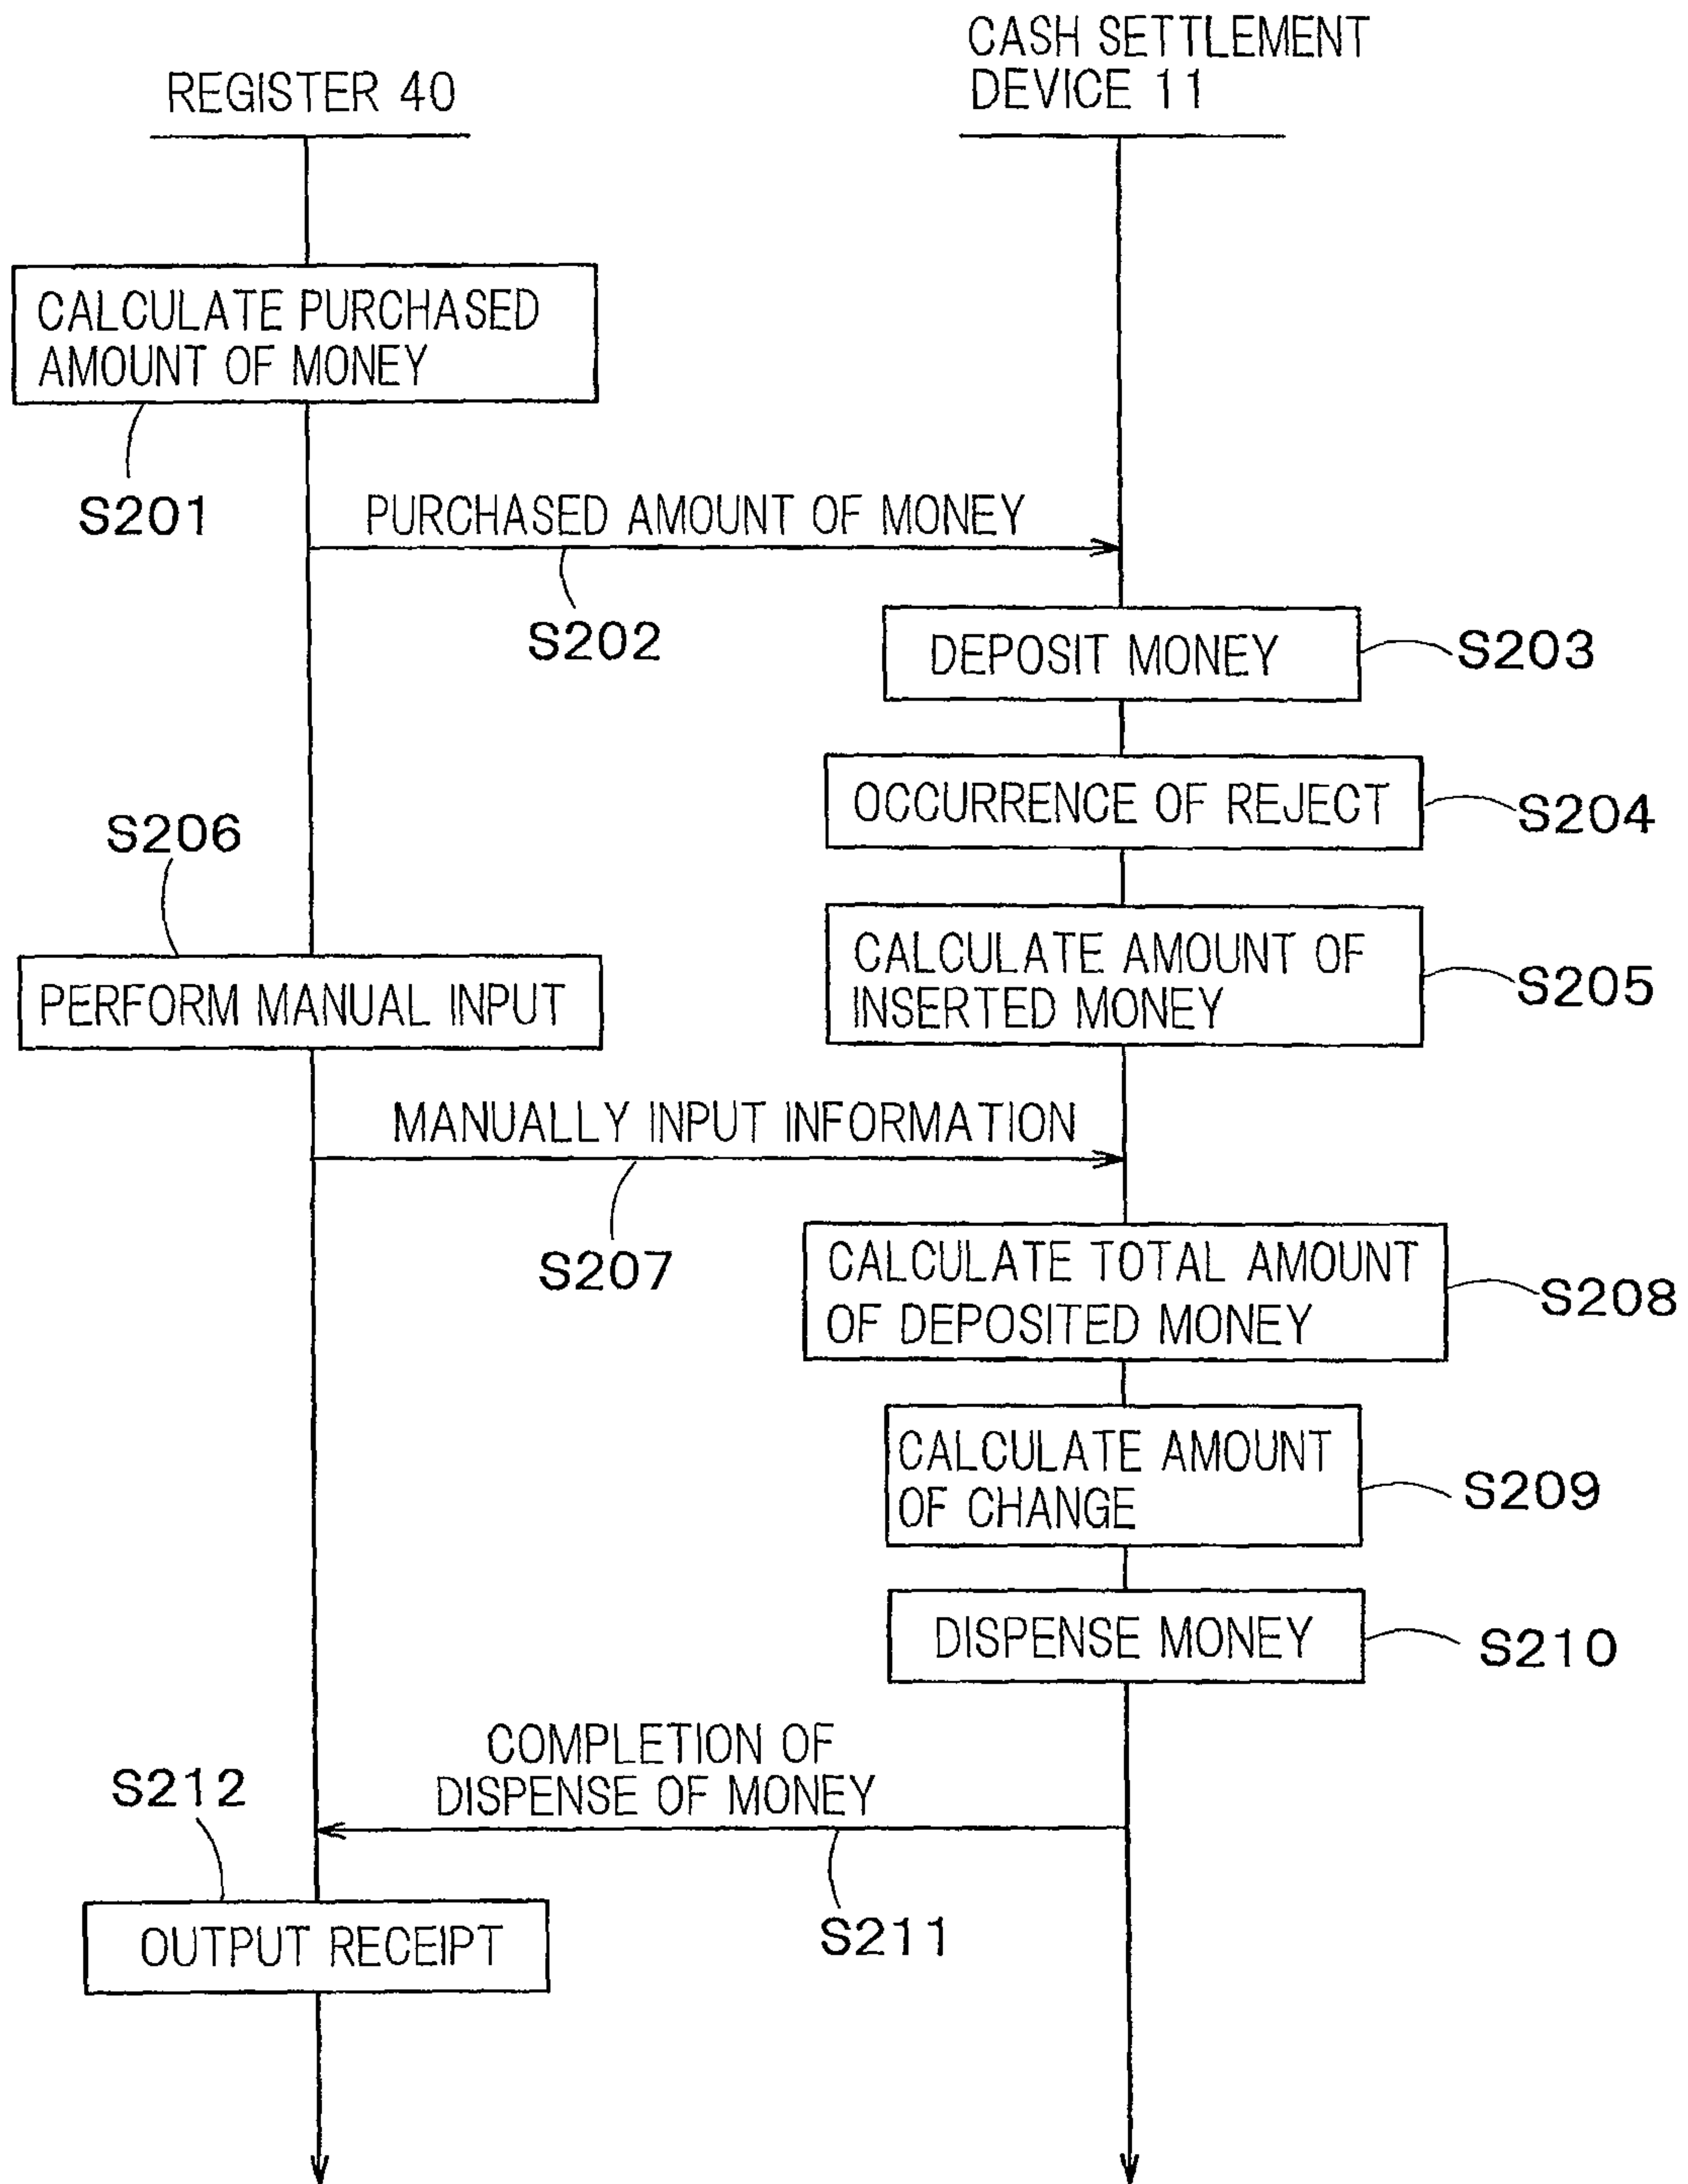 REGISTER 40
CASH SETTLEMENT
DEVICE 11
CALCULATE PURCHASED
AMOUNT OF MONEY
S201
PURCHASED AMOUNT OF MONEY
S202
DEPOSIT MONEY
S203
OCCURRENCE OF REJECT
S204
CALCULATE AMOUNT OF
INSERTED MONEY
S205
S206
PERFORM MANUAL INPUT
MANUALLY INPUT INFORMATION
S207
CALCULATE TOTAL AMOUNT
OF DEPOSITED MONEY
S208
CALCULATE AMOUNT
OF CHANGE
S209
DISPENSE MONEY
S210
COMPLETION OF
DISPENSE OF MONEY
S211
S212
OUTPUT RECEIPT